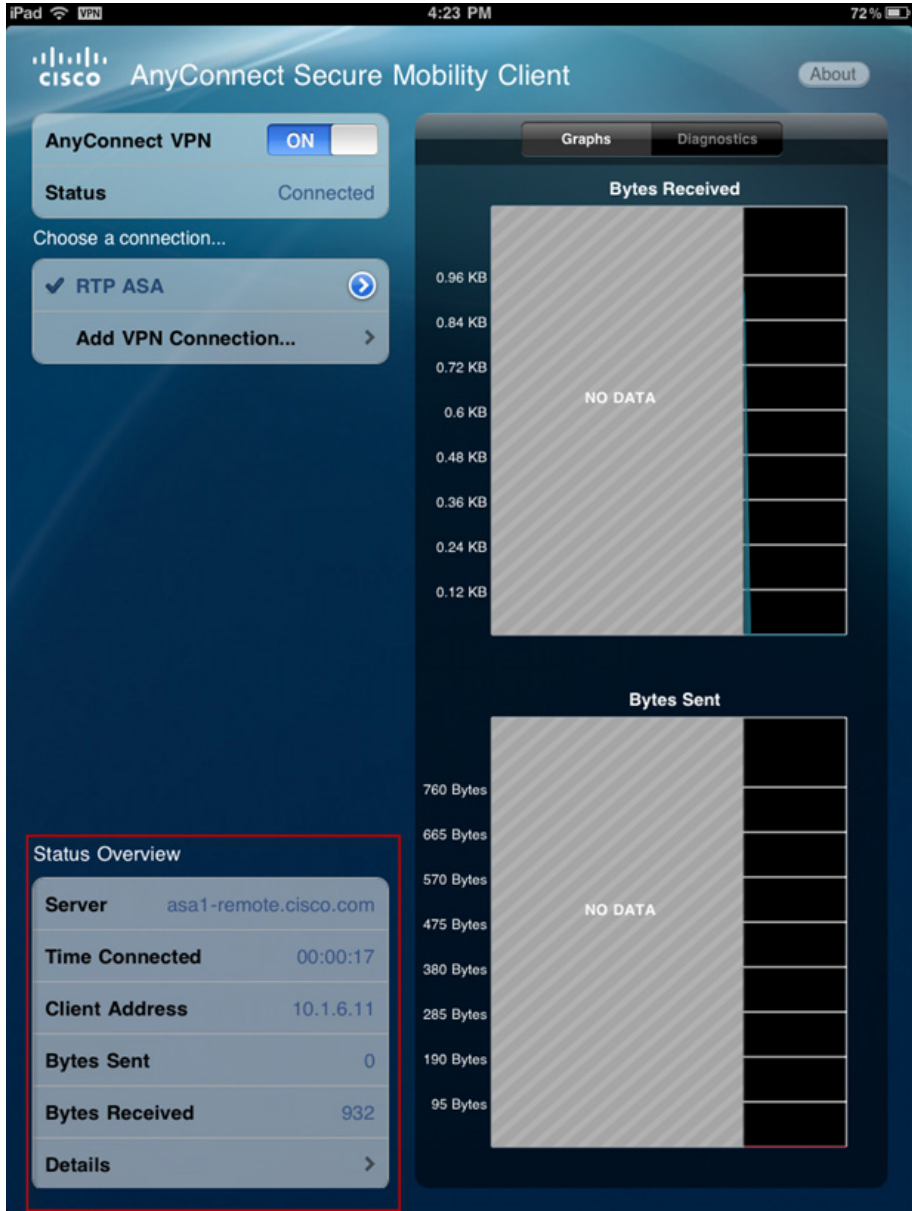 iPad VPN 4:23 PM 72%
CISCO AnyConnect Secure Mobility Client About
AnyConnect VPN ON
Status Connected
Choose a connection...
RTP ASA
Add VPN Connection...
Graphs Diagnostics
Bytes Received
0.96 KB
0.84 KB
0.72 KB
0.6 KB
0.48 KB
0.36 KB
0.24 KB
0.12 KB
NO DATA
Bytes Sent
760 Bytes
665 Bytes
570 Bytes
475 Bytes
380 Bytes
285 Bytes
190 Bytes
95 Bytes
NO DATA
Status Overview
Server asa1-remote.cisco.com
Time Connected 00:00:17
Client Address 10.1.6.11
Bytes Sent 0
Bytes Received 932
Details